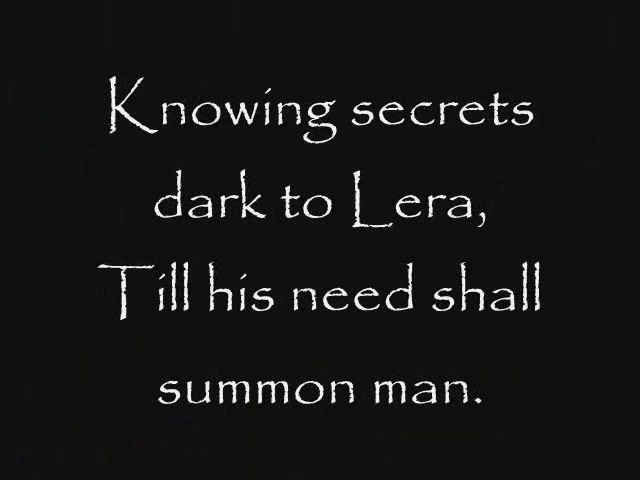 Knowing secrets
dark to Lera,
Till his need shall
summon man.